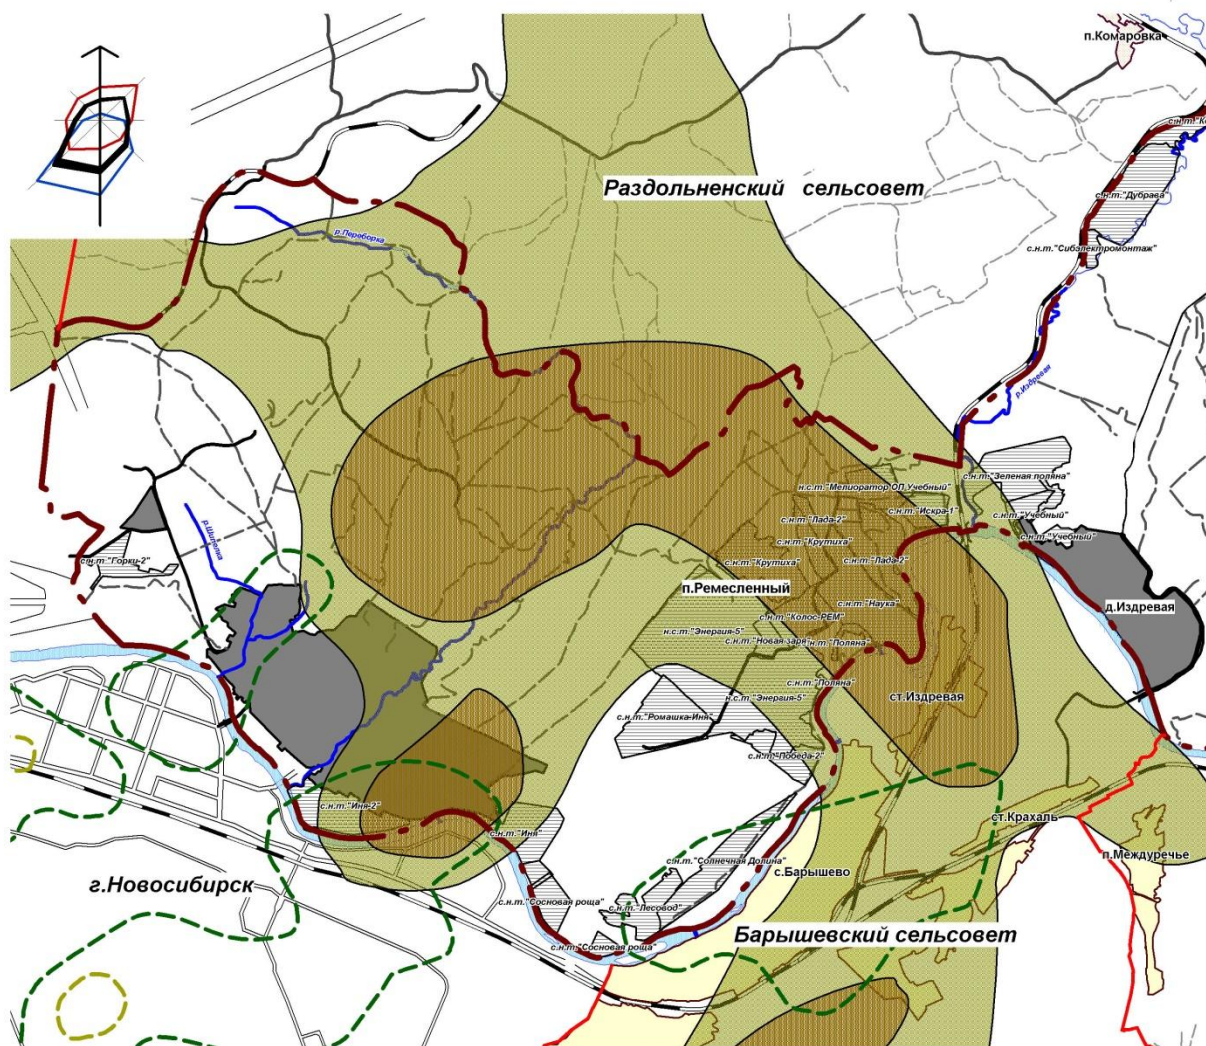 п.Комаровка
Раздольненский сельсовет
с.н.т."Дубрава"
р.Переборка
с.н.т."Сибэлектромонтаж"
р.Издревая
с.н.т."Зеленая поляна"
н.с.т."Мелиоратор ОП Учебный"
с.н.т."Искра-1"
с.н.т."Учебный"
с.н.т."Лада-2"
р.Шиполка
с.н.т."Учебный"
с.н.т."Крутиха"
с.н.т."Горки-2"
с.н.т."Крутиха"
с.н.т."Лада-2"
п.Ремесленный
с.н.т."Наука"
д.Издревая
с.н.т."Колос-РЕМ"
н.с.т."Энергия-5"
с.н.т."Новая заря"
с.н.т."Поляна"
с.н.т."Поляна"
н.с.т."Энергия-5"
ст.Издревая
с.н.т."Ромашка-Иня"
с.н.т."Победа-2"
с.н.т."Иня-2"
ст.Крахаль
с.н.т."Иня"
п.Междуречье
с.н.т."Солнечная Долина"
с.Барышево
г.Новосибирск
с.н.т."Сосновая роща"
с.н.т."Лесовод"
Барышевский сельсовет
с.н.т."Сосновая роща"